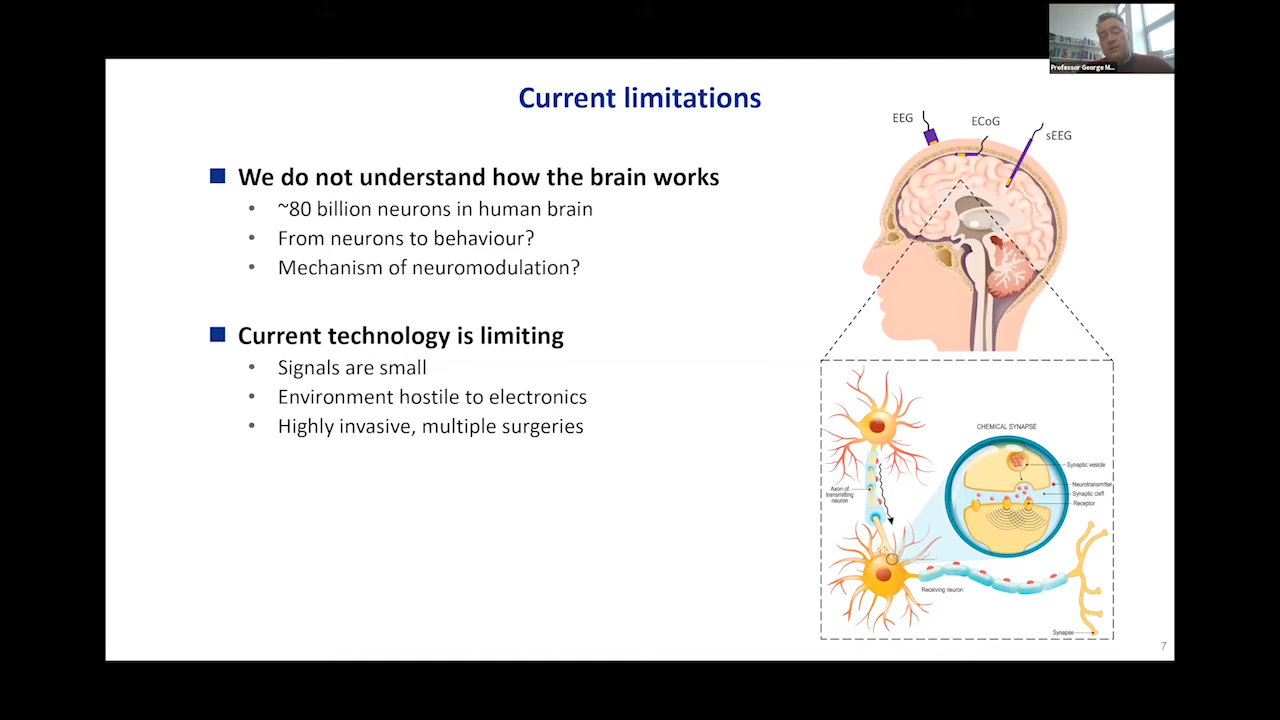 Professor George M...
Current limitations
We do not understand how the brain works
• ~80 billion neurons in human brain
• From neurons to behaviour?
• Mechanism of neuromodulation?
Current technology is limiting
• Signals are small
• Environment hostile to electronics
• Highly invasive, multiple surgeries
EEG
ECoG
sEEG
CHEMICAL SYNAPSE
Synaptic vesicle
Neurotransmitter
Synaptic cleft
Receptor
Axon of
transmitting
neuron
Receiving neuron
Synapse
7